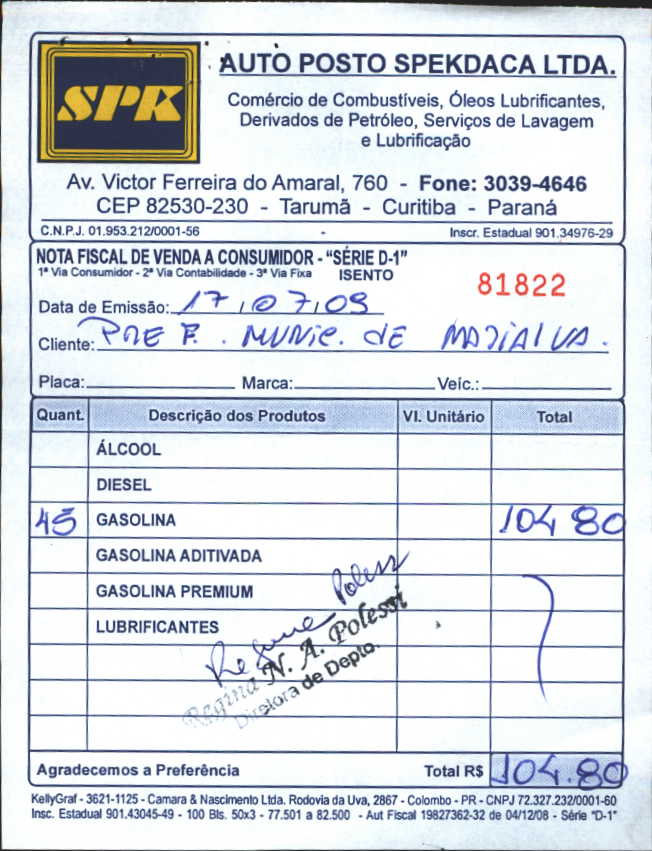 SPK
AUTO POSTO SPEKDACA LTDA.
Comércio de Combustíveis, Óleos Lubrificantes,
Derivados de Petróleo, Serviços de Lavagem
e Lubrificação
Av. Victor Ferreira do Amaral, 760 - Fone: 3039-4646
CEP 82530-230 - Tarumã - Curitiba - Paraná
C.N.P.J. 01.953.212/0001-56 Inscr. Estadual 901.34976-29
NOTA FISCAL DE VENDA A CONSUMIDOR - "SÉRIE D-1"
1ª Via Consumidor - 2ª Via Contabilidade - 3ª Via Fixa ISENTO
81822
Data de Emissão: 17/07/09
Cliente: PREF. MUNIC. DE MARIALVA.
Placa: Marca: Veíc.:
Quant. Descrição dos Produtos Vl. Unitário Total
ÁLCOOL
DIESEL
45 GASOLINA 104 80
GASOLINA ADITIVADA
GASOLINA PREMIUM
LUBRIFICANTES
Regina Polessi
Regina N. A. Polessi
Diretora de Depto.
Agradecemos a Preferência Total R$ 104.80
KellyGraf - 3621-1125 - Camara & Nascimento Ltda. Rodovia da Uva, 2867 - Colombo - PR - CNPJ 72.327.232/0001-60
Insc. Estadual 901.43045-49 - 100 Bls. 50x3 - 77.501 a 82.500 - Aut Fiscal 19827362-32 de 04/12/08 - Série "D-1"